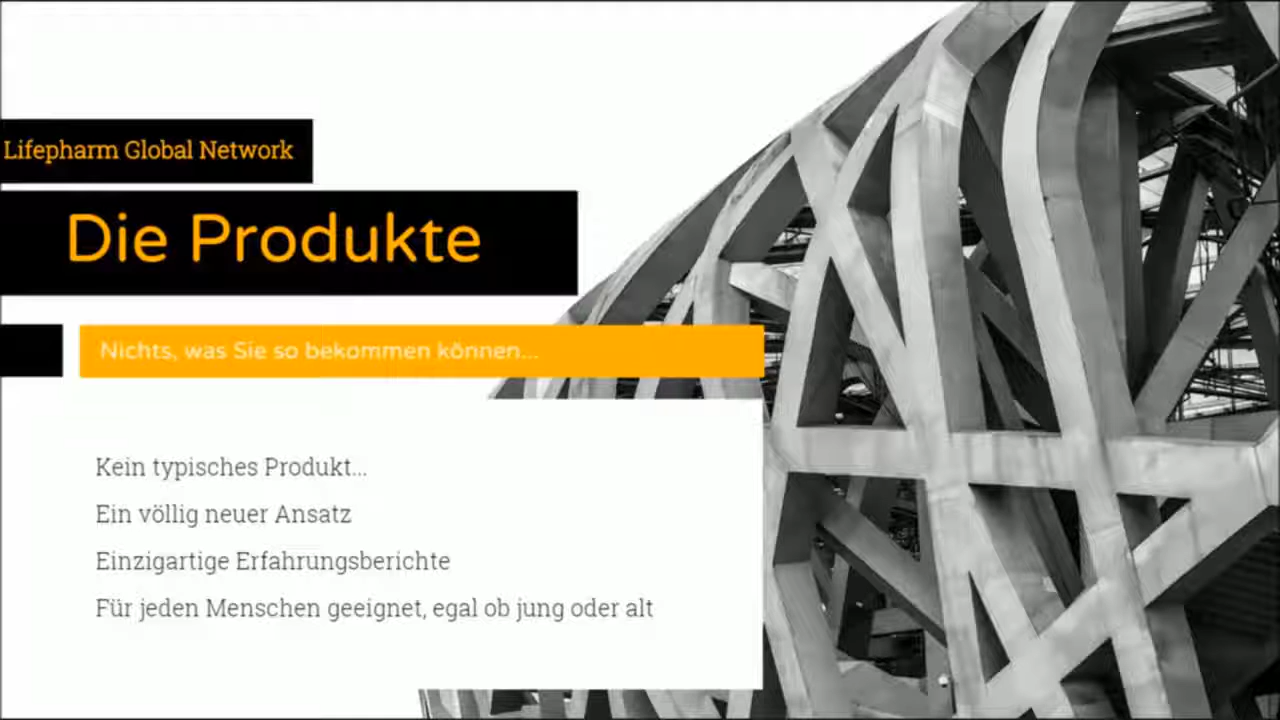 Lifepharm Global Network
Die Produkte
Nichts, was Sie so bekommen können...
Kein typisches Produkt...
Ein völlig neuer Ansatz
Einzigartige Erfahrungsberichte
Für jeden Menschen geeignet, egal ob jung oder alt